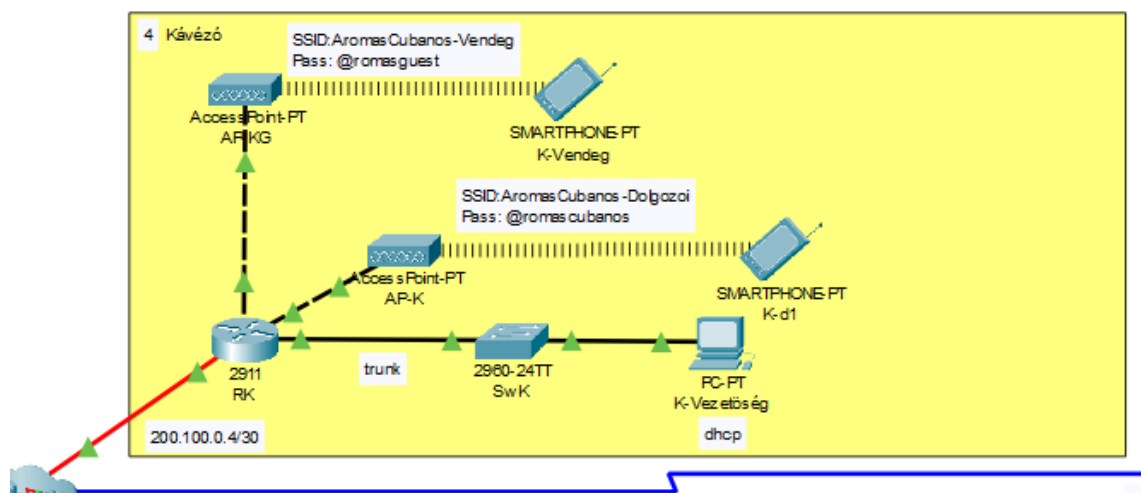 4 Kávézó
SSID:AromasCubanos-Vendeg
Pass: @romasguest
AccessPoint-PT
AP-KG
SMARTPHONE-PT
K-Vendeg
SSID:AromasCubanos-Dolgozoi
Pass: @romascubanos
AccessPoint-PT
AP-K
SMARTPHONE-PT
K-d1
2911
RK
trunk
2960-24TT
SwK
PC-PT
K-Vezetöség
200.100.0.4/30
dhcp